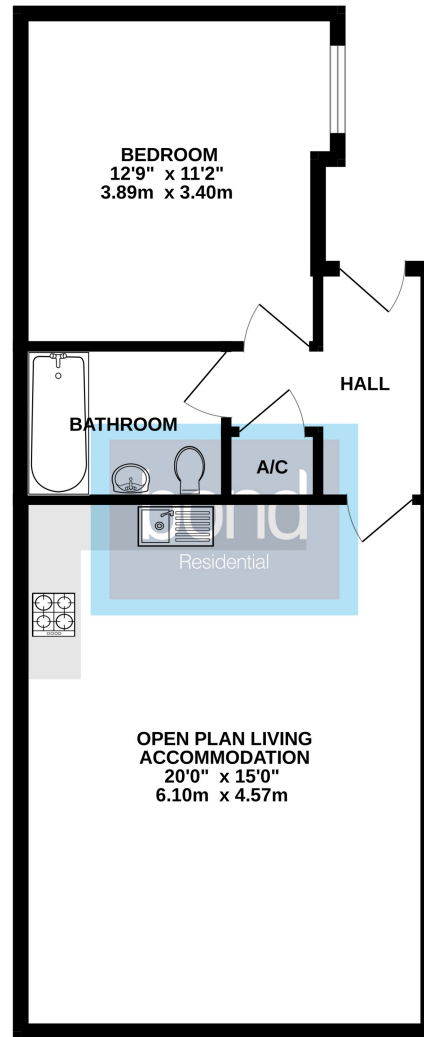 BEDROOM
12'9" x 11'2"
3.89m x 3.40m
HALL
BATHROOM
A/C
bond
Residential
OPEN PLAN LIVING
ACCOMMODATION
20'0" x 15'0"
6.10m x 4.57m